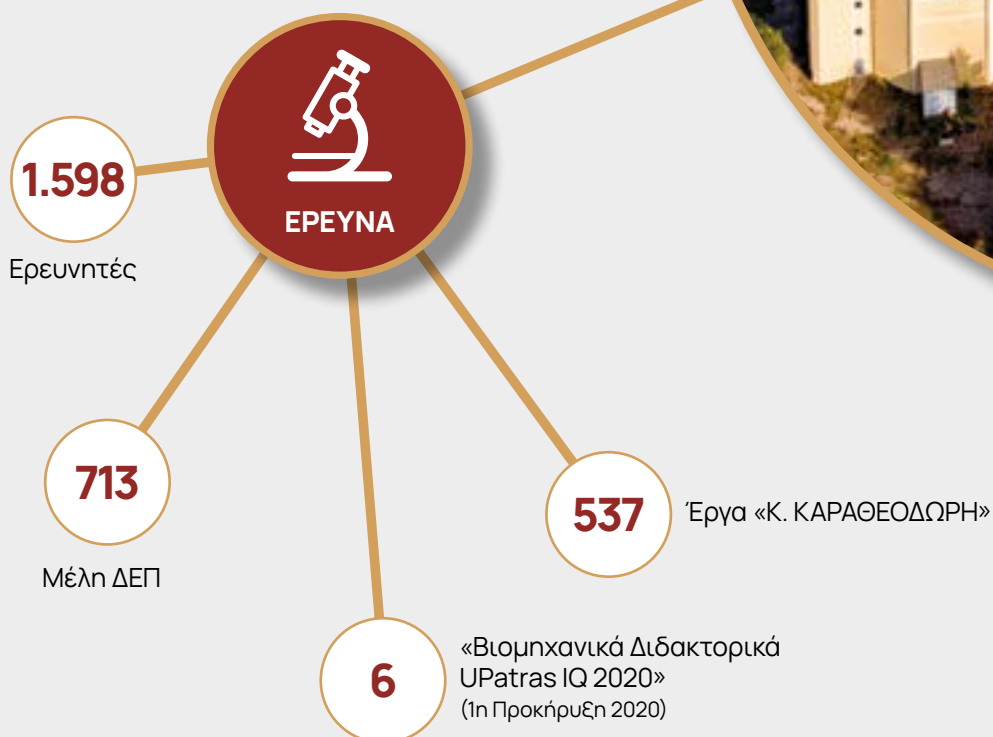 ΕΡΕΥΝΑ
1.598
Ερευνητές
713
Μέλη ΔΕΠ
537
Έργα «Κ. ΚΑΡΑΘΕΟΔΩΡΗ»
6
«Βιομηχανικά Διδακτορικά
UPatras IQ 2020»
(1η Προκήρυξη 2020)